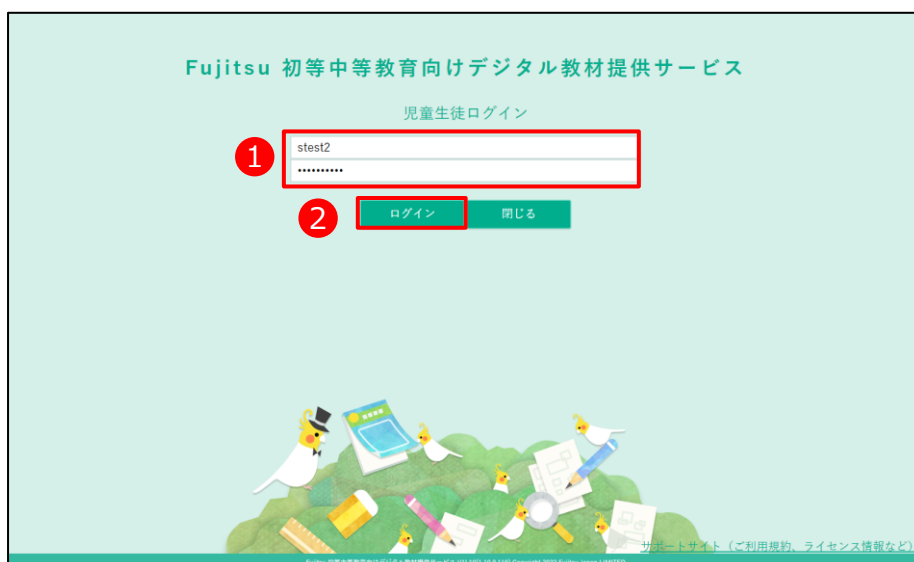 Fujitsu 初等中等教育向けデジタル教材提供サービス
児童生徒ログイン
1
stest2
••••••••••
2
ログイン 閉じる
サポートサイト（ご利用規約、ライセンス情報など）